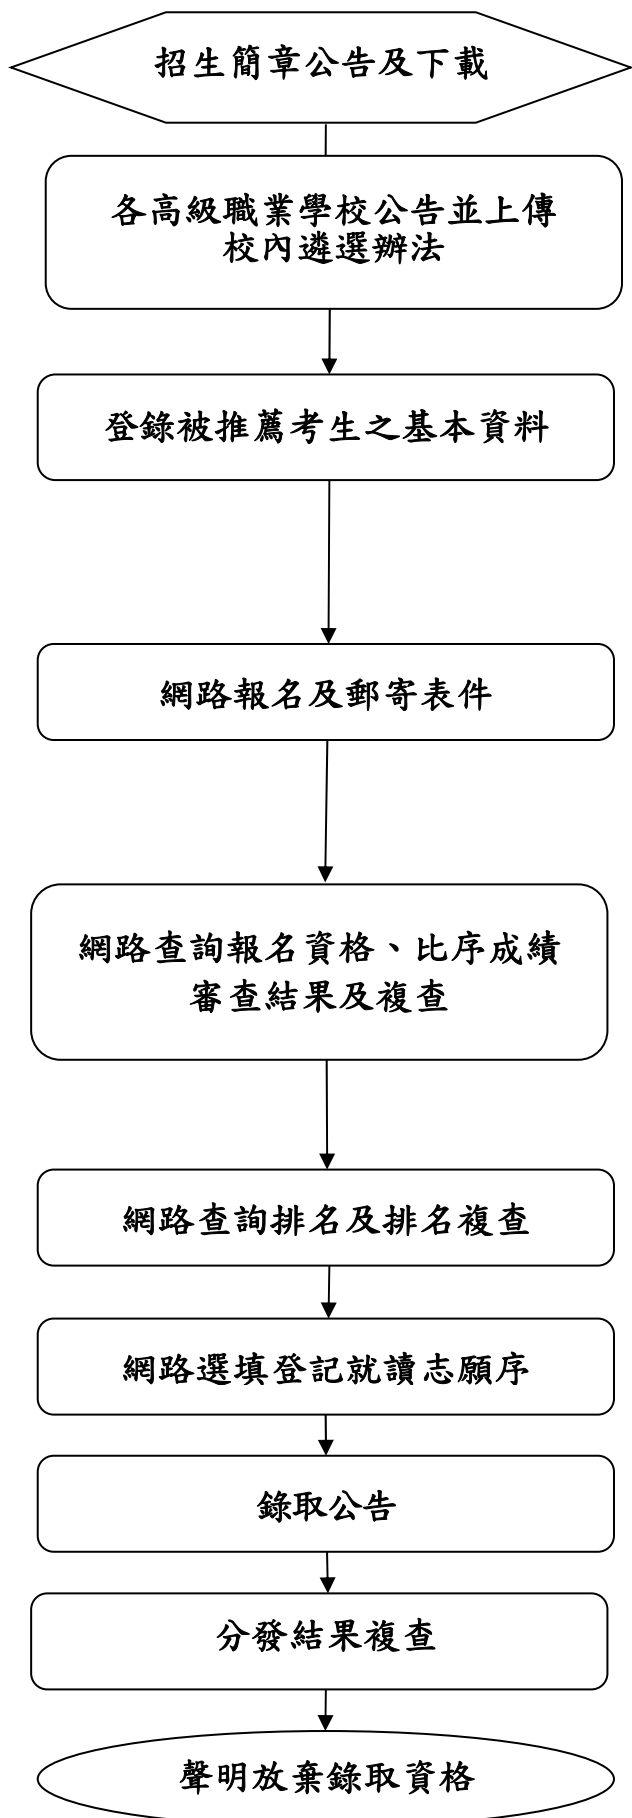 招生簡章公告及下載
各高級職業學校公告並上傳
校內遴選辦法
登錄被推薦考生之基本資料
網路報名及郵寄表件
網路查詢報名資格、比序成績
審查結果及複查
網路查詢排名及排名複查
網路選填登記就讀志願序
錄取公告
分發結果複查
聲明放棄錄取資格